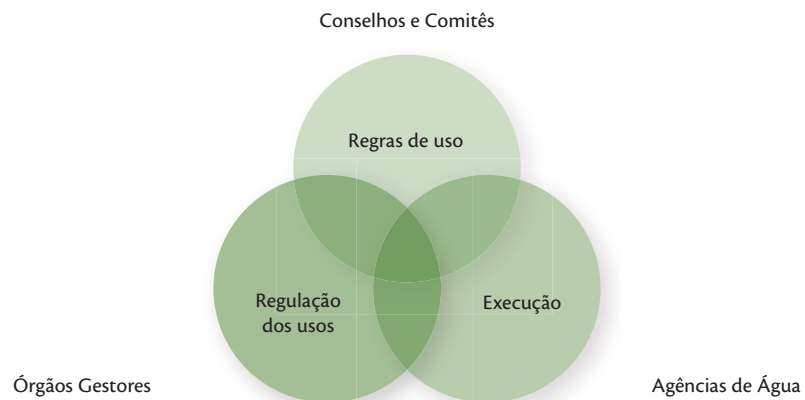 Conselhos e Comitês
Regras de uso
Regulação
dos usos
Execução
Órgãos Gestores
Agências de Água